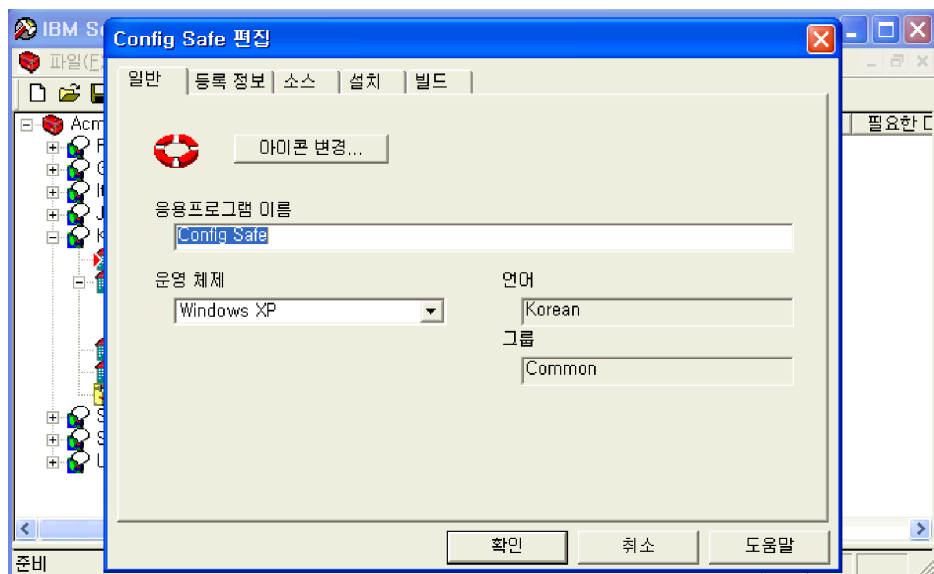 IBM S
Config Safe 편집
파일(F
일반 등록 정보 소스 설치 빌드
Acm
필요한 디
아이콘 변경...
응용프로그램 이름
Config Safe
운영 체제
언어
Windows XP
Korean
그룹
Common
확인 취소 도움말
준비